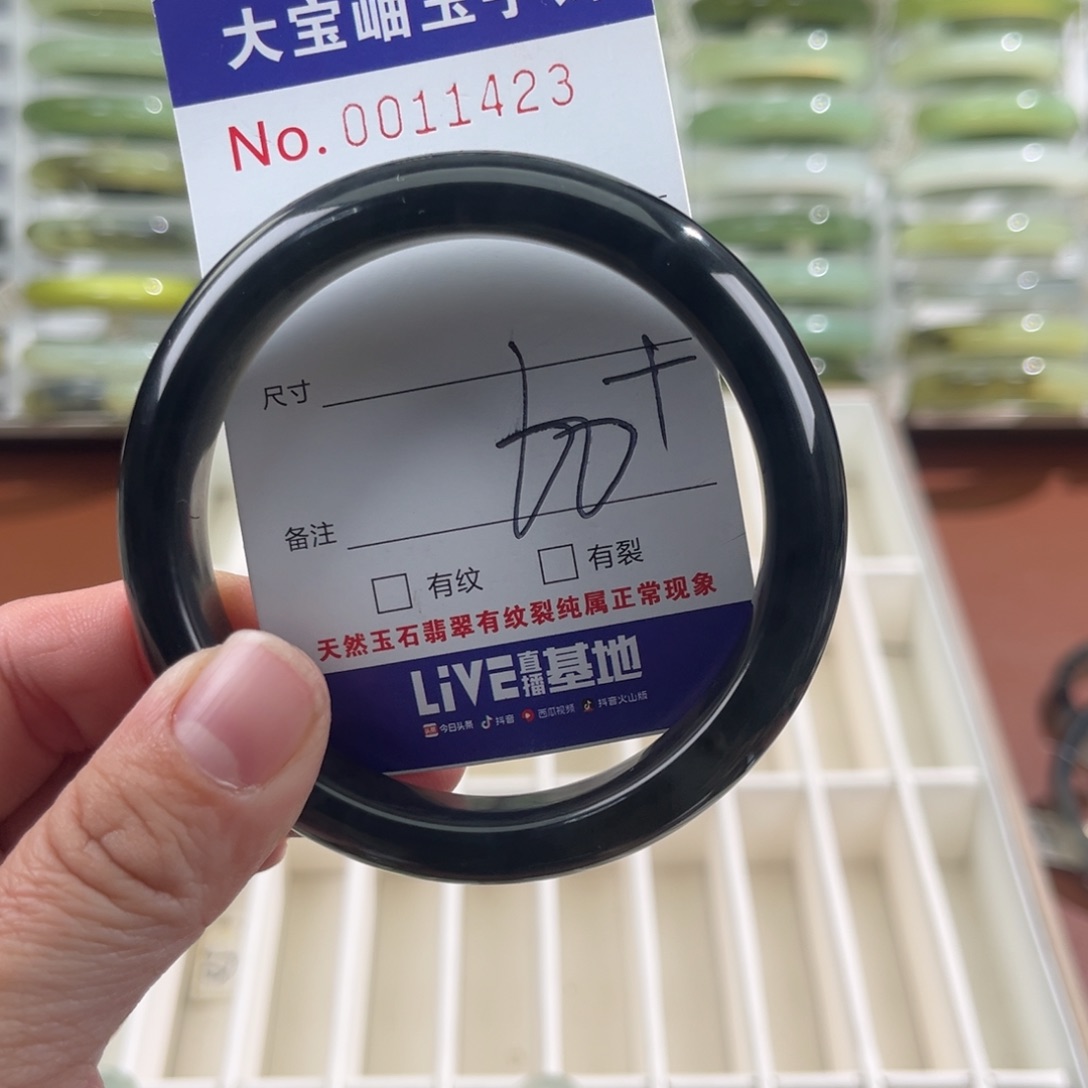 大宝岫玉手
No. 0011423
尺寸
备注
有纹 有裂
天然玉石翡翠有纹裂纯属正常现象
LiVE直播基地
今日头条 抖音 西瓜视频 抖音火山版